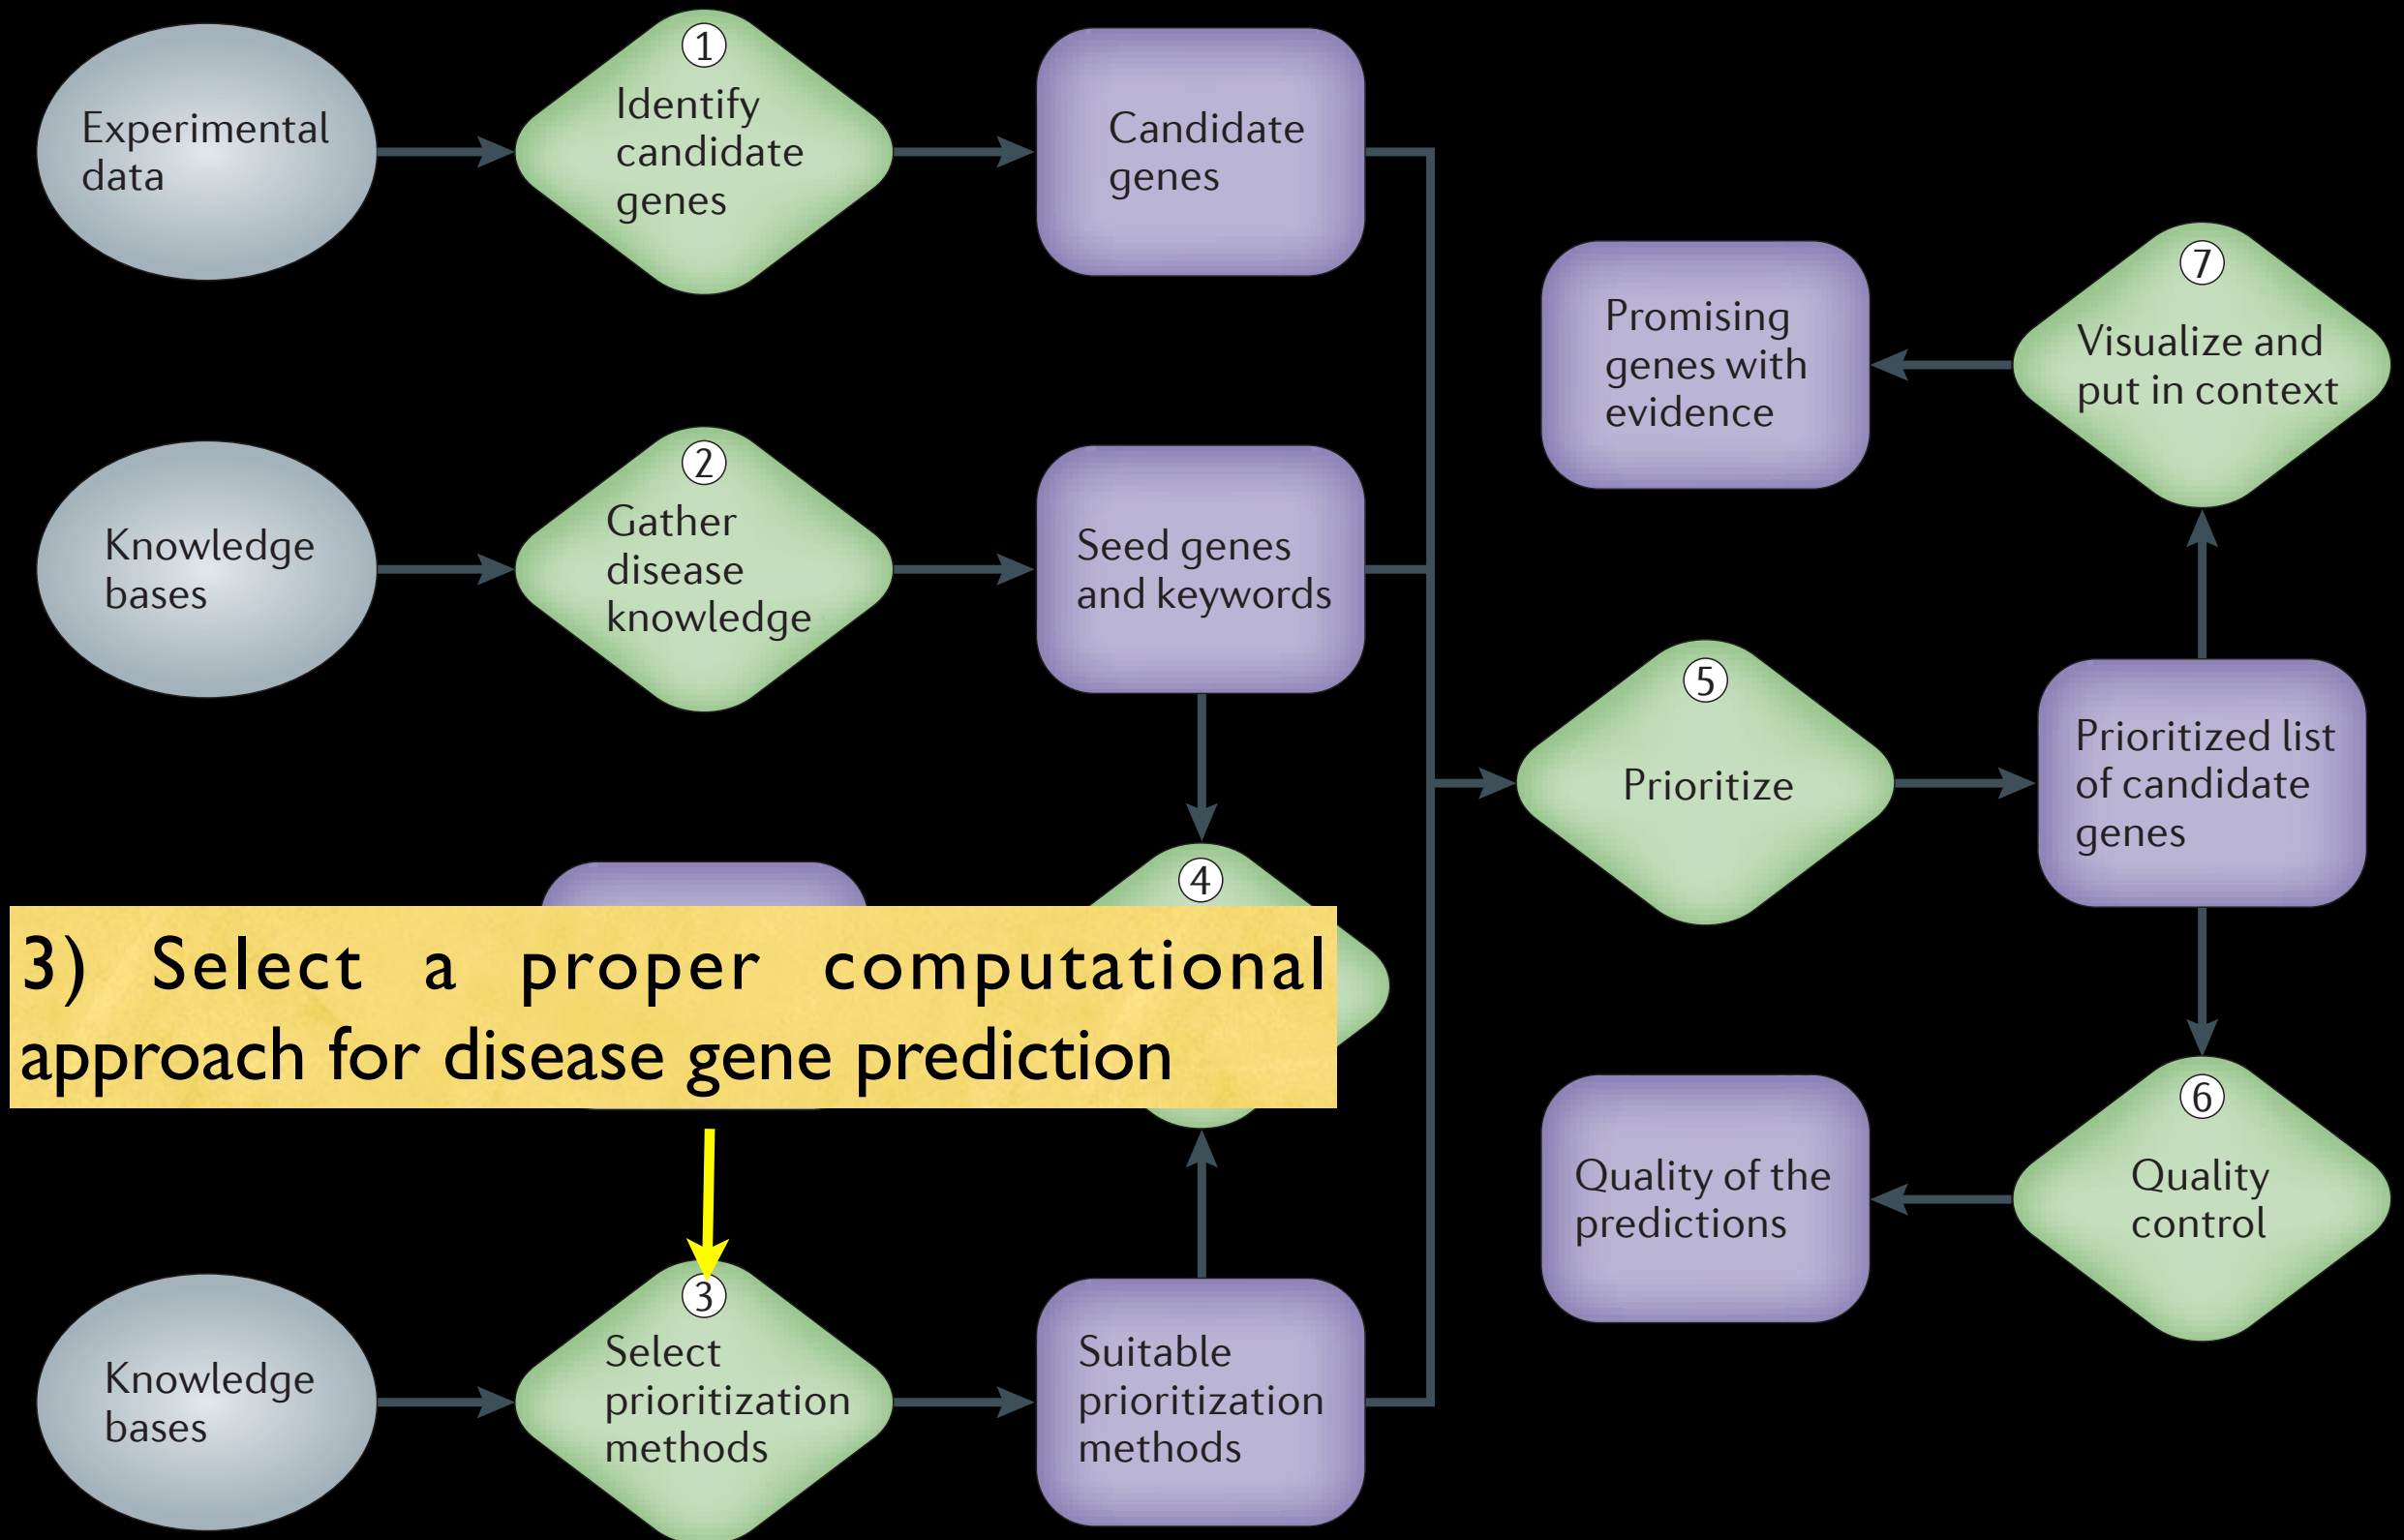 Experimental
data
1
Identify
candidate
genes
Candidate
genes
Knowledge
bases
2
Gather
disease
knowledge
Seed genes
and keywords
Promising
genes with
evidence
7
Visualize and
put in context
4
5
Prioritize
Prioritized list
of candidate
genes
3) Select a proper computational
approach for disease gene prediction
Knowledge
bases
3
Select
prioritization
methods
Suitable
prioritization
methods
Quality of the
predictions
6
Quality
control